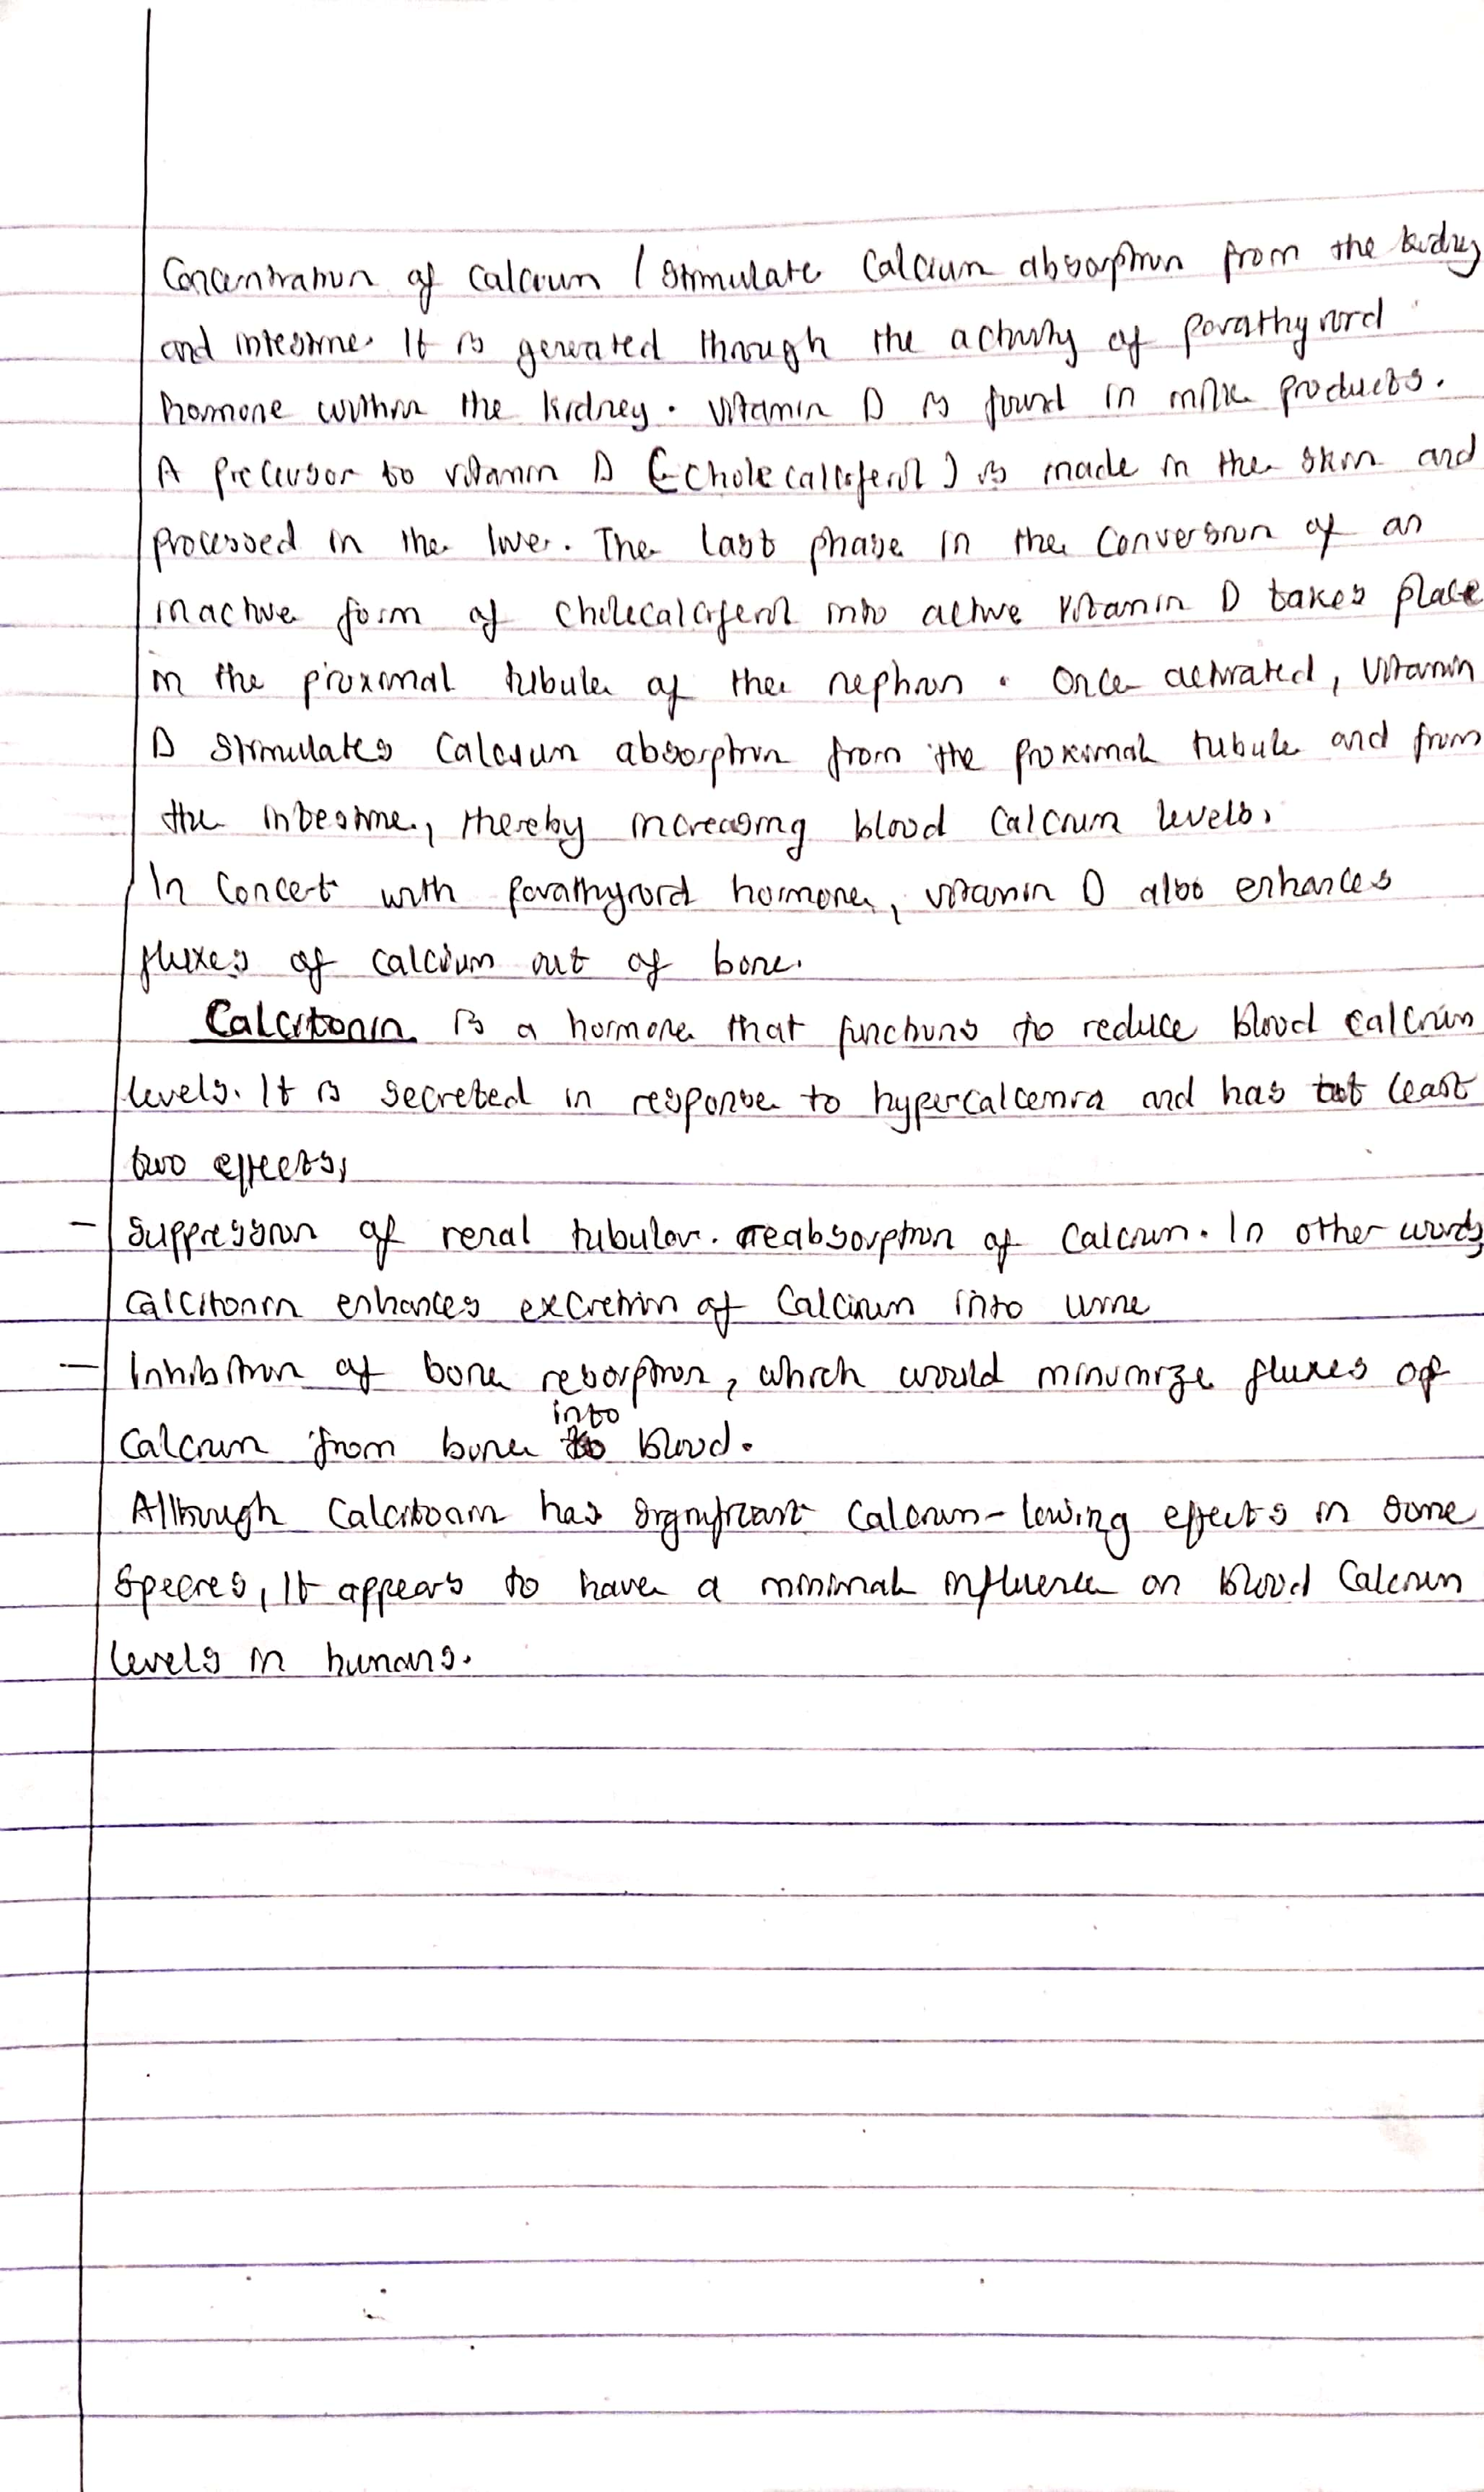 Concentration of calcium / stimulate calcium absorption from the kidney
and intestine. It is generated through the activity of parathyroid
hormone within the kidney. Vitamin D is found in milk products.
A precursor to vitamin D (cholecalciferol) is made in the skin and
processed in the liver. The last phase in the conversion of an
inactive form of cholecalciferol into active vitamin D takes place
in the proximal tubule of the nephron. Once activated, vitamin
D stimulates calcium absorption from the proximal tubule and from
the intestine, thereby increasing blood calcium levels.
In concert with parathyroid hormone, vitamin D also enhances
fluxes of calcium out of bone.
Calcitonin is a hormone that functions to reduce blood calcium
levels. It is secreted in response to hypercalcemia and has at least
two effects,
- Suppression of renal tubular. reabsorption of calcium. In other words
calcitonin enhances excretion of calcium into urine
- Inhibition of bone resorption, which would minimize fluxes of
calcium from bone into blood.
Although calcitonin has significant calcium-lowing effects in some
species, it appears to have a minimal influence on blood calcium
levels in humans.